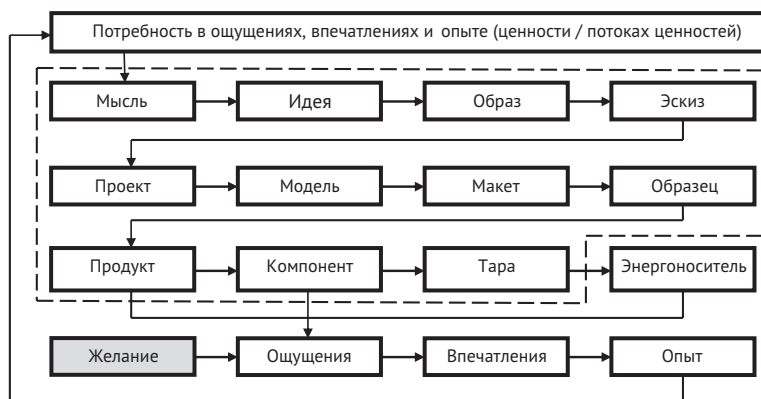 Потребность в ощущениях, впечатлениях и опыте (ценности / потоках ценностей)
Мысль
Идея
Образ
Эскиз
Проект
Модель
Макет
Образец
Продукт
Компонент
Тара
Энергоноситель
Желание
Ощущения
Впечатления
Опыт